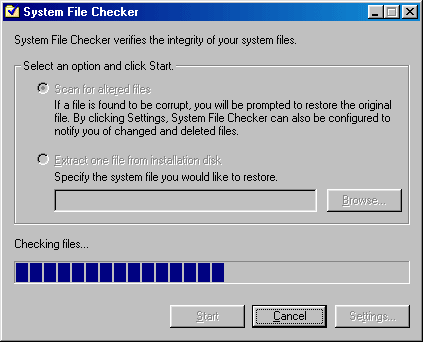 System File Checker
System File Checker verifies the integrity of your system files.
Select an option and click Start.
Scan for altered files
If a file is found to be corrupt, you will be prompted to restore the original
file. By clicking Settings, System File Checker can also be configured to
notify you of changed and deleted files.
Extract one file from installation disk
Specify the system file you would like to restore.
Browse...
Checking files...
Start
Cancel
Settings...